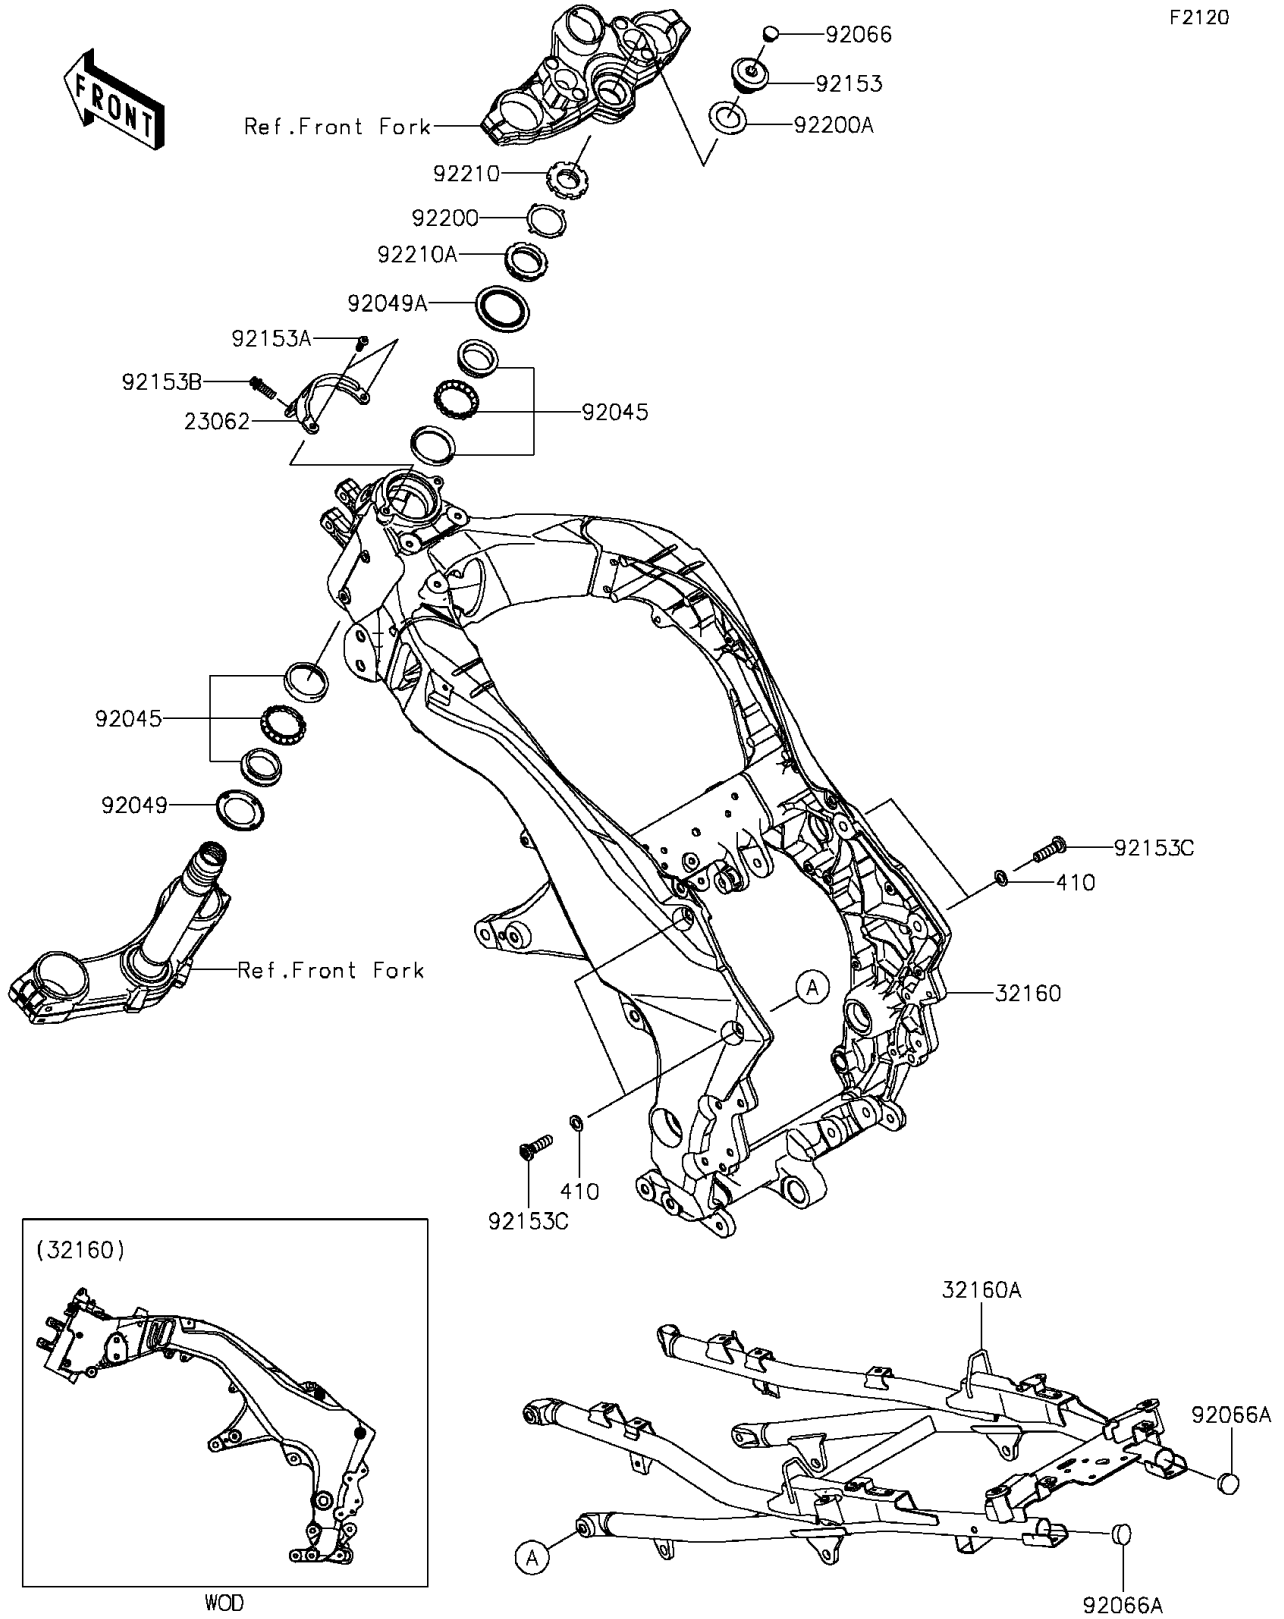 F2120
92066
FRONT
92153
Ref.Front Fork
92200A
92210
92200
92210A
92049A
92153A
92153B
23062
92045
92045
92049
92153C
410
Ref.Front Fork
A
32160
410
92153C
(32160)
32160A
92066A
A
92066A
WOD